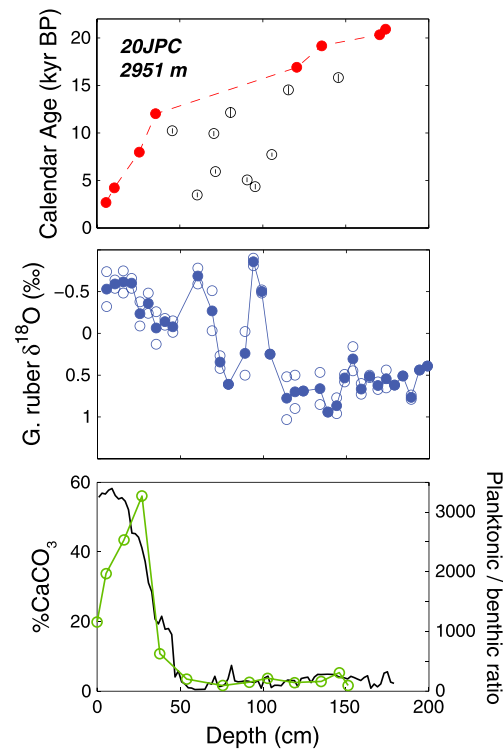 20JPC
2951 m
Calendar Age (kyr BP)
20
15
10
5
0
G. ruber δ18O (‰)
−0.5
0
0.5
1
%CaCO3
60
40
20
0
Planktonic / benthic ratio
3000
2000
1000
0
0 50 100 150 200
Depth (cm)